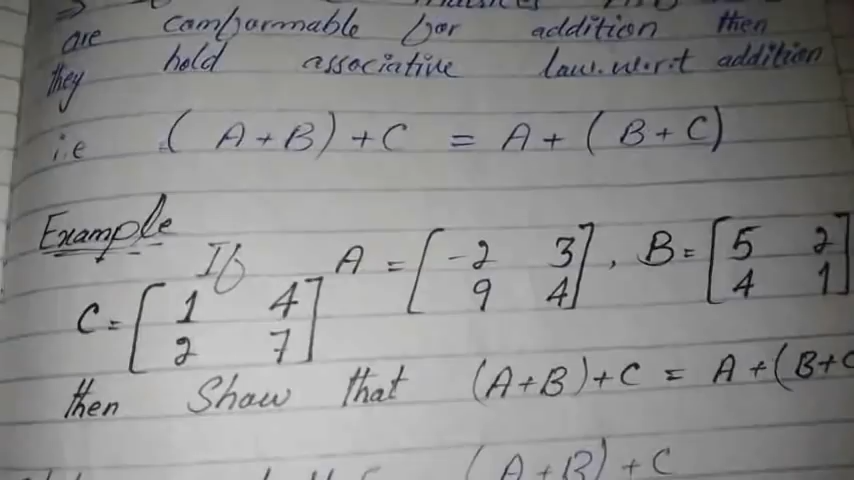 are comformable for addition then
they hold associative law.w.r.t addition
i.e (A+B)+C = A+(B+C)
Example
If A = [-2 3 , B = [5 2
9 4] 4 1]
C = [1 4
2 7]
then Show that (A+B)+C = A+(B+C
(A+B)+C